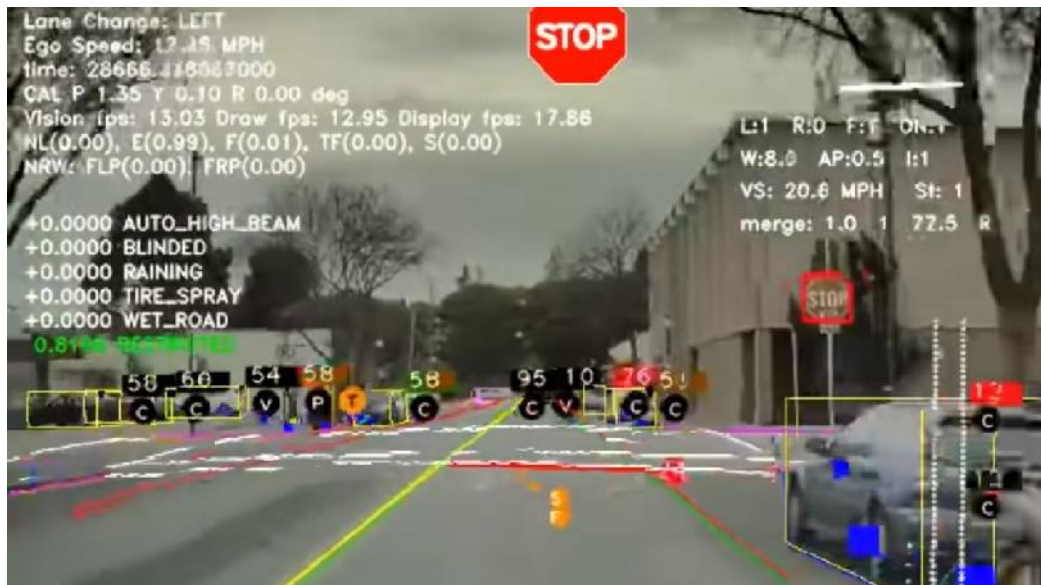 Lane Change: LEFT
Ego Speed: MPH
time:
CAL P 1.35 Y 0.10 R 0.00 deg
Vision fps: 13.03 Draw fps: 12.95 Display fps: 17.86
NL(0.00), E(0.99), F(0.01), TF(0.00), S(0.00)
NRW: FLP(0.00), FRP(0.00)
STOP
L:1 R:0
W:8.0 AP:0.5 I:1
VS: 20.6 MPH St: 1
merge: 1.0 1 72.5 R
+0.0000 AUTO_HIGH_BEAM
+0.0000 BLINDED
+0.0000 RAINING
+0.0000 TIRE_SPRAY
+0.0000 WET_ROAD
STOP
58 60 54 58 58 95 10 76
C C V P T C C V C C
C
C
S